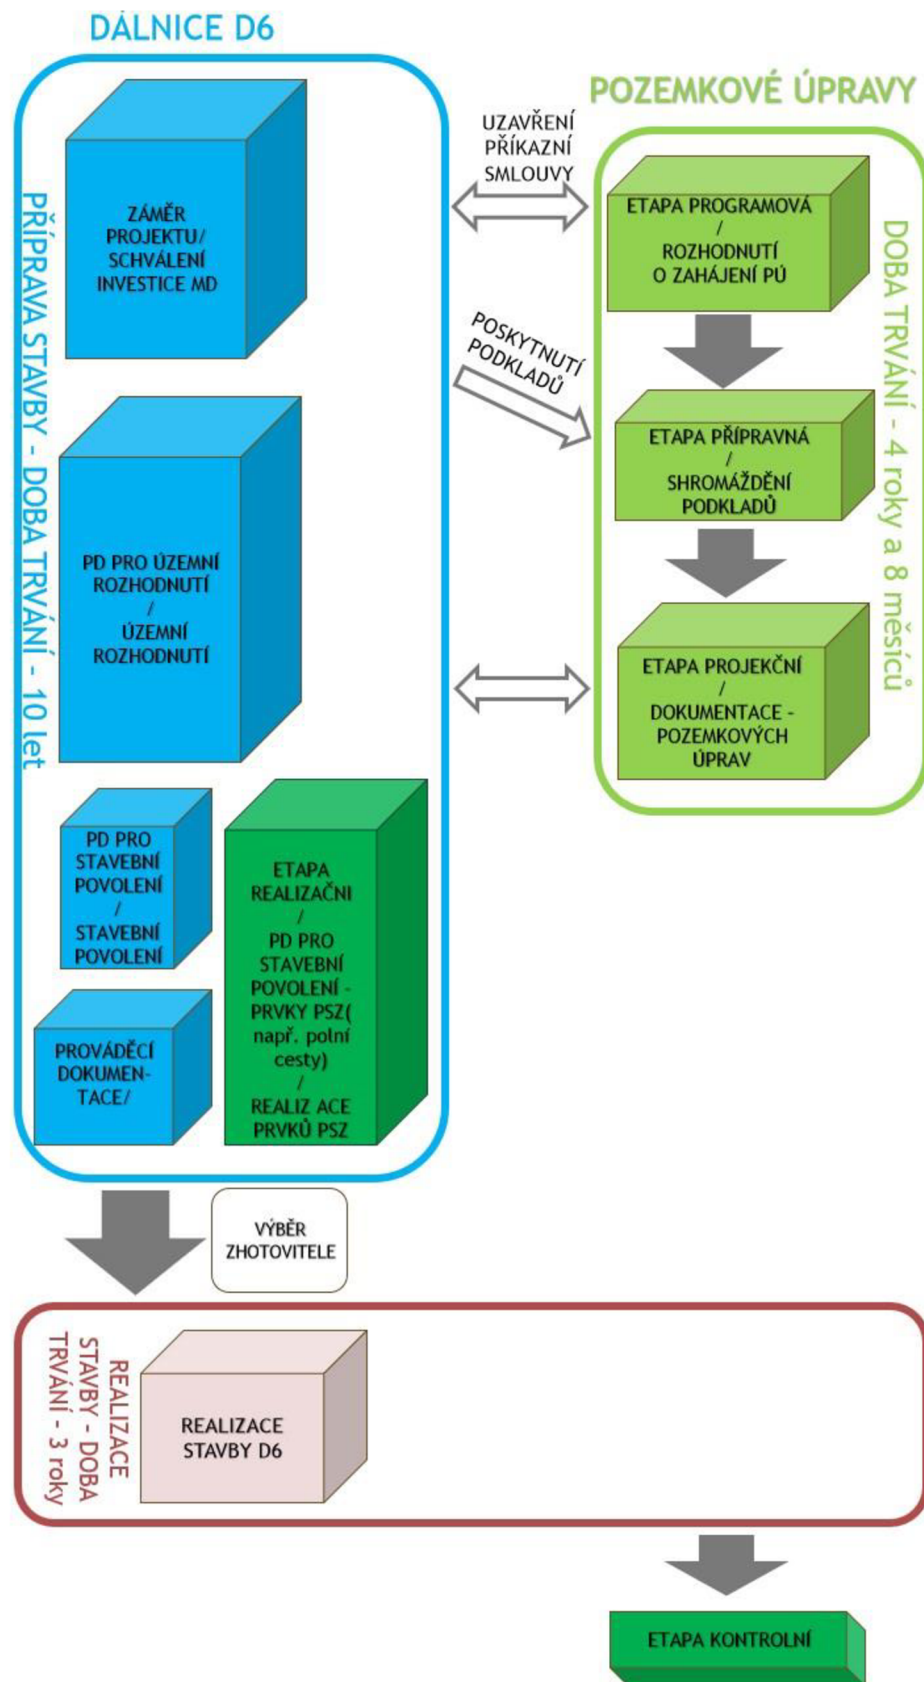 DÁLNICE D6
PŘÍPRAVA STAVBY - DOBA TRVÁNÍ - 10 let
ZÁMĚR
PROJEKTU/
SCHVÁLENÍ
INVESTICE MD
PD PRO ÚZEMNÍ
ROZHODNUTÍ
/
ÚZEMNÍ
ROZHODNUTÍ
PD PRO
STAVEBNÍ
POVOLENÍ
/
STAVEBNÍ
POVOLENÍ
PROVÁDĚCÍ
DOKUMEN-
TACE/
ETAPA
REALIZAČNI
/
PD PRO
STAVEBNÍ
POVOLENÍ -
PRVKY PSZ(
např. polní
cesty)
/
REALIZ ACE
PRVKŮ PSZ
UZAVŘENÍ
PŘÍKAZNÍ
SMLOUVY
POSKYTNUTÍ
PODKLADŮ
POZEMKOVÉ ÚPRAVY
ETAPA PROGRAMOVÁ
/
ROZHODNUTÍ
O ZAHÁJENÍ PÚ
ETAPA PŘÍPRAVNÁ
/
SHROMÁŽDĚNÍ
PODKLADŮ
ETAPA PROJEKČNÍ
/
DOKUMENTACE -
POZEMKOVÝCH
ÚPRAV
DOBA TRVÁNÍ - 4 roky a 8 měsíců
VÝBĚR
ZHOTOVITELE
REALIZACE
STAVBY - DOBA
TRVÁNÍ - 3 roky
REALIZACE
STAVBY D6
ETAPA KONTROLNÍ